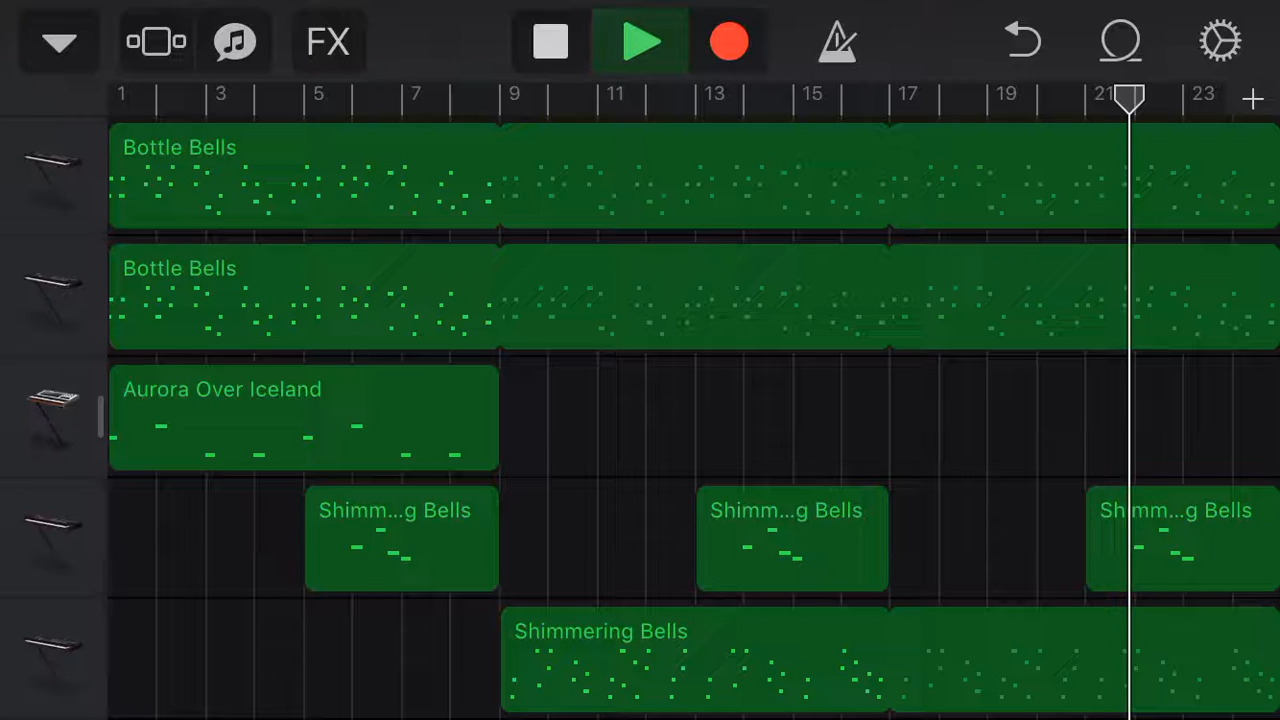 FX
1 3 5 7 9 11 13 15 17 19 21 23
Bottle Bells
Bottle Bells
Aurora Over Iceland
Shimm...g Bells Shimm...g Bells Shimm...g Bells
Shimmering Bells